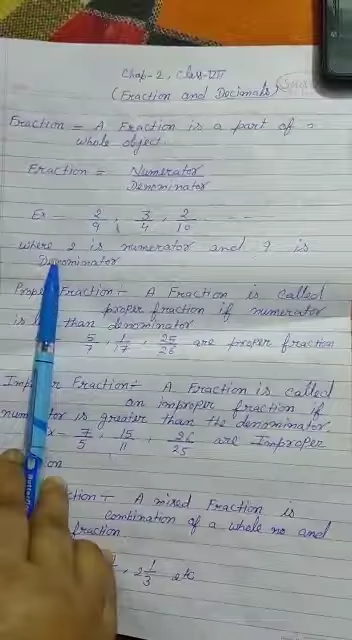 Chap-2, Class-VII
(Fraction and Decimals)
Fraction = A Fraction is a part of a
whole object.
Fraction = Numerator
Denominator
Ex - 2/9, 3/4, 2/10 - - -
where 2 is numerator and 9 is
Denominator
Fraction - A Fraction is called
proper fraction if numerator
is than denominator
5/7, 1/17, 25/26 are proper fraction
Fraction - A Fraction is called
an improper fraction if
is greater than the denominator
7/5, 15/11, 26/25 are Improper
A mixed Fraction is
combination of a whole no and
fraction
, 2 1/3 etc